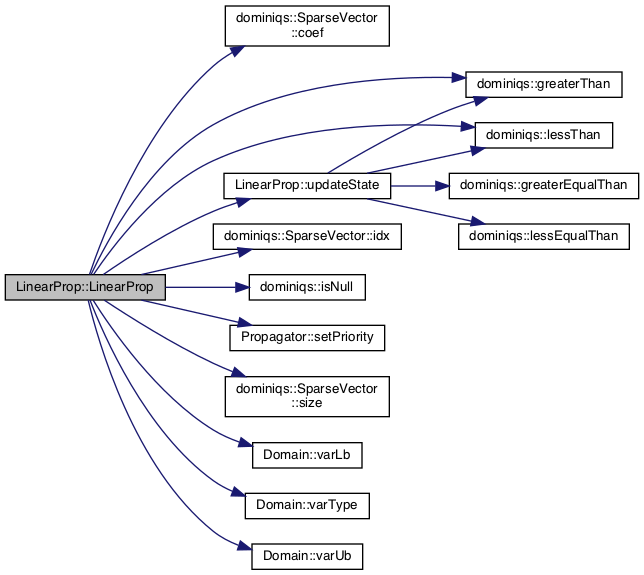 dominiqs::SparseVector
::coef
dominiqs::greaterThan
dominiqs::lessThan
LinearProp::updateState
dominiqs::greaterEqualThan
dominiqs::SparseVector::idx
dominiqs::lessEqualThan
LinearProp::LinearProp
dominiqs::isNull
Propagator::setPriority
dominiqs::SparseVector
::size
Domain::varLb
Domain::varType
Domain::varUb